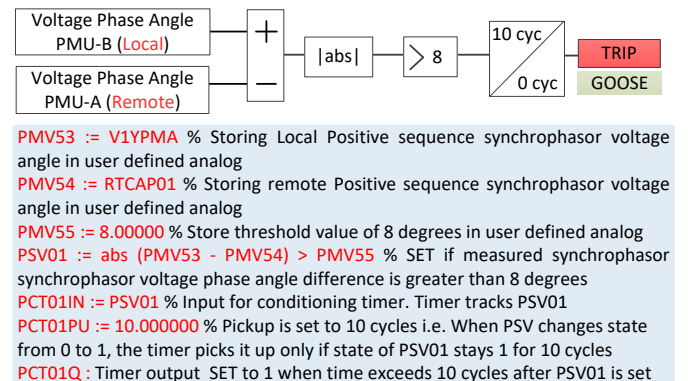 Voltage Phase Angle
PMU-B (Local)
+
|abs|
> 8
10 cyc
0 cyc
TRIP
GOOSE
Voltage Phase Angle
PMU-A (Remote)
−
PMV53 := V1YPMA % Storing Local Positive sequence synchrophasor voltage
angle in user defined analog
PMV54 := RTCAP01 % Storing remote Positive sequence synchrophasor voltage
angle in user defined analog
PMV55 := 8.00000 % Store threshold value of 8 degrees in user defined analog
PSV01 := abs (PMV53 - PMV54) > PMV55 % SET if measured synchrophasor
synchrophasor voltage phase angle difference is greater than 8 degrees
PCT01IN := PSV01 % Input for conditioning timer. Timer tracks PSV01
PCT01PU := 10.000000 % Pickup is set to 10 cycles i.e. When PSV changes state
from 0 to 1, the timer picks it up only if state of PSV01 stays 1 for 10 cycles
PCT01Q : Timer output SET to 1 when time exceeds 10 cycles after PSV01 is set